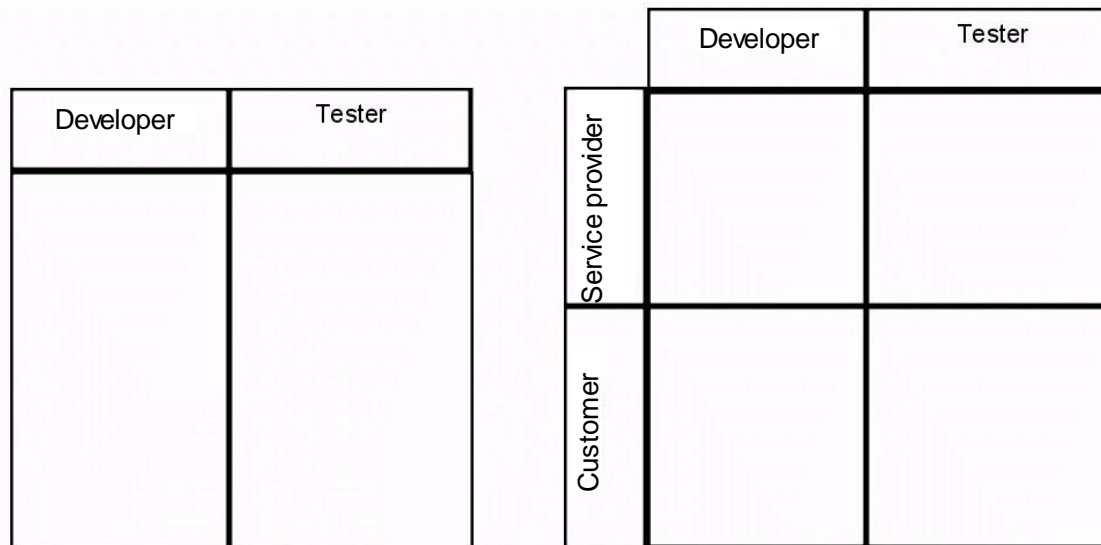 Developer
Tester
Developer
Tester
Service provider
Customer